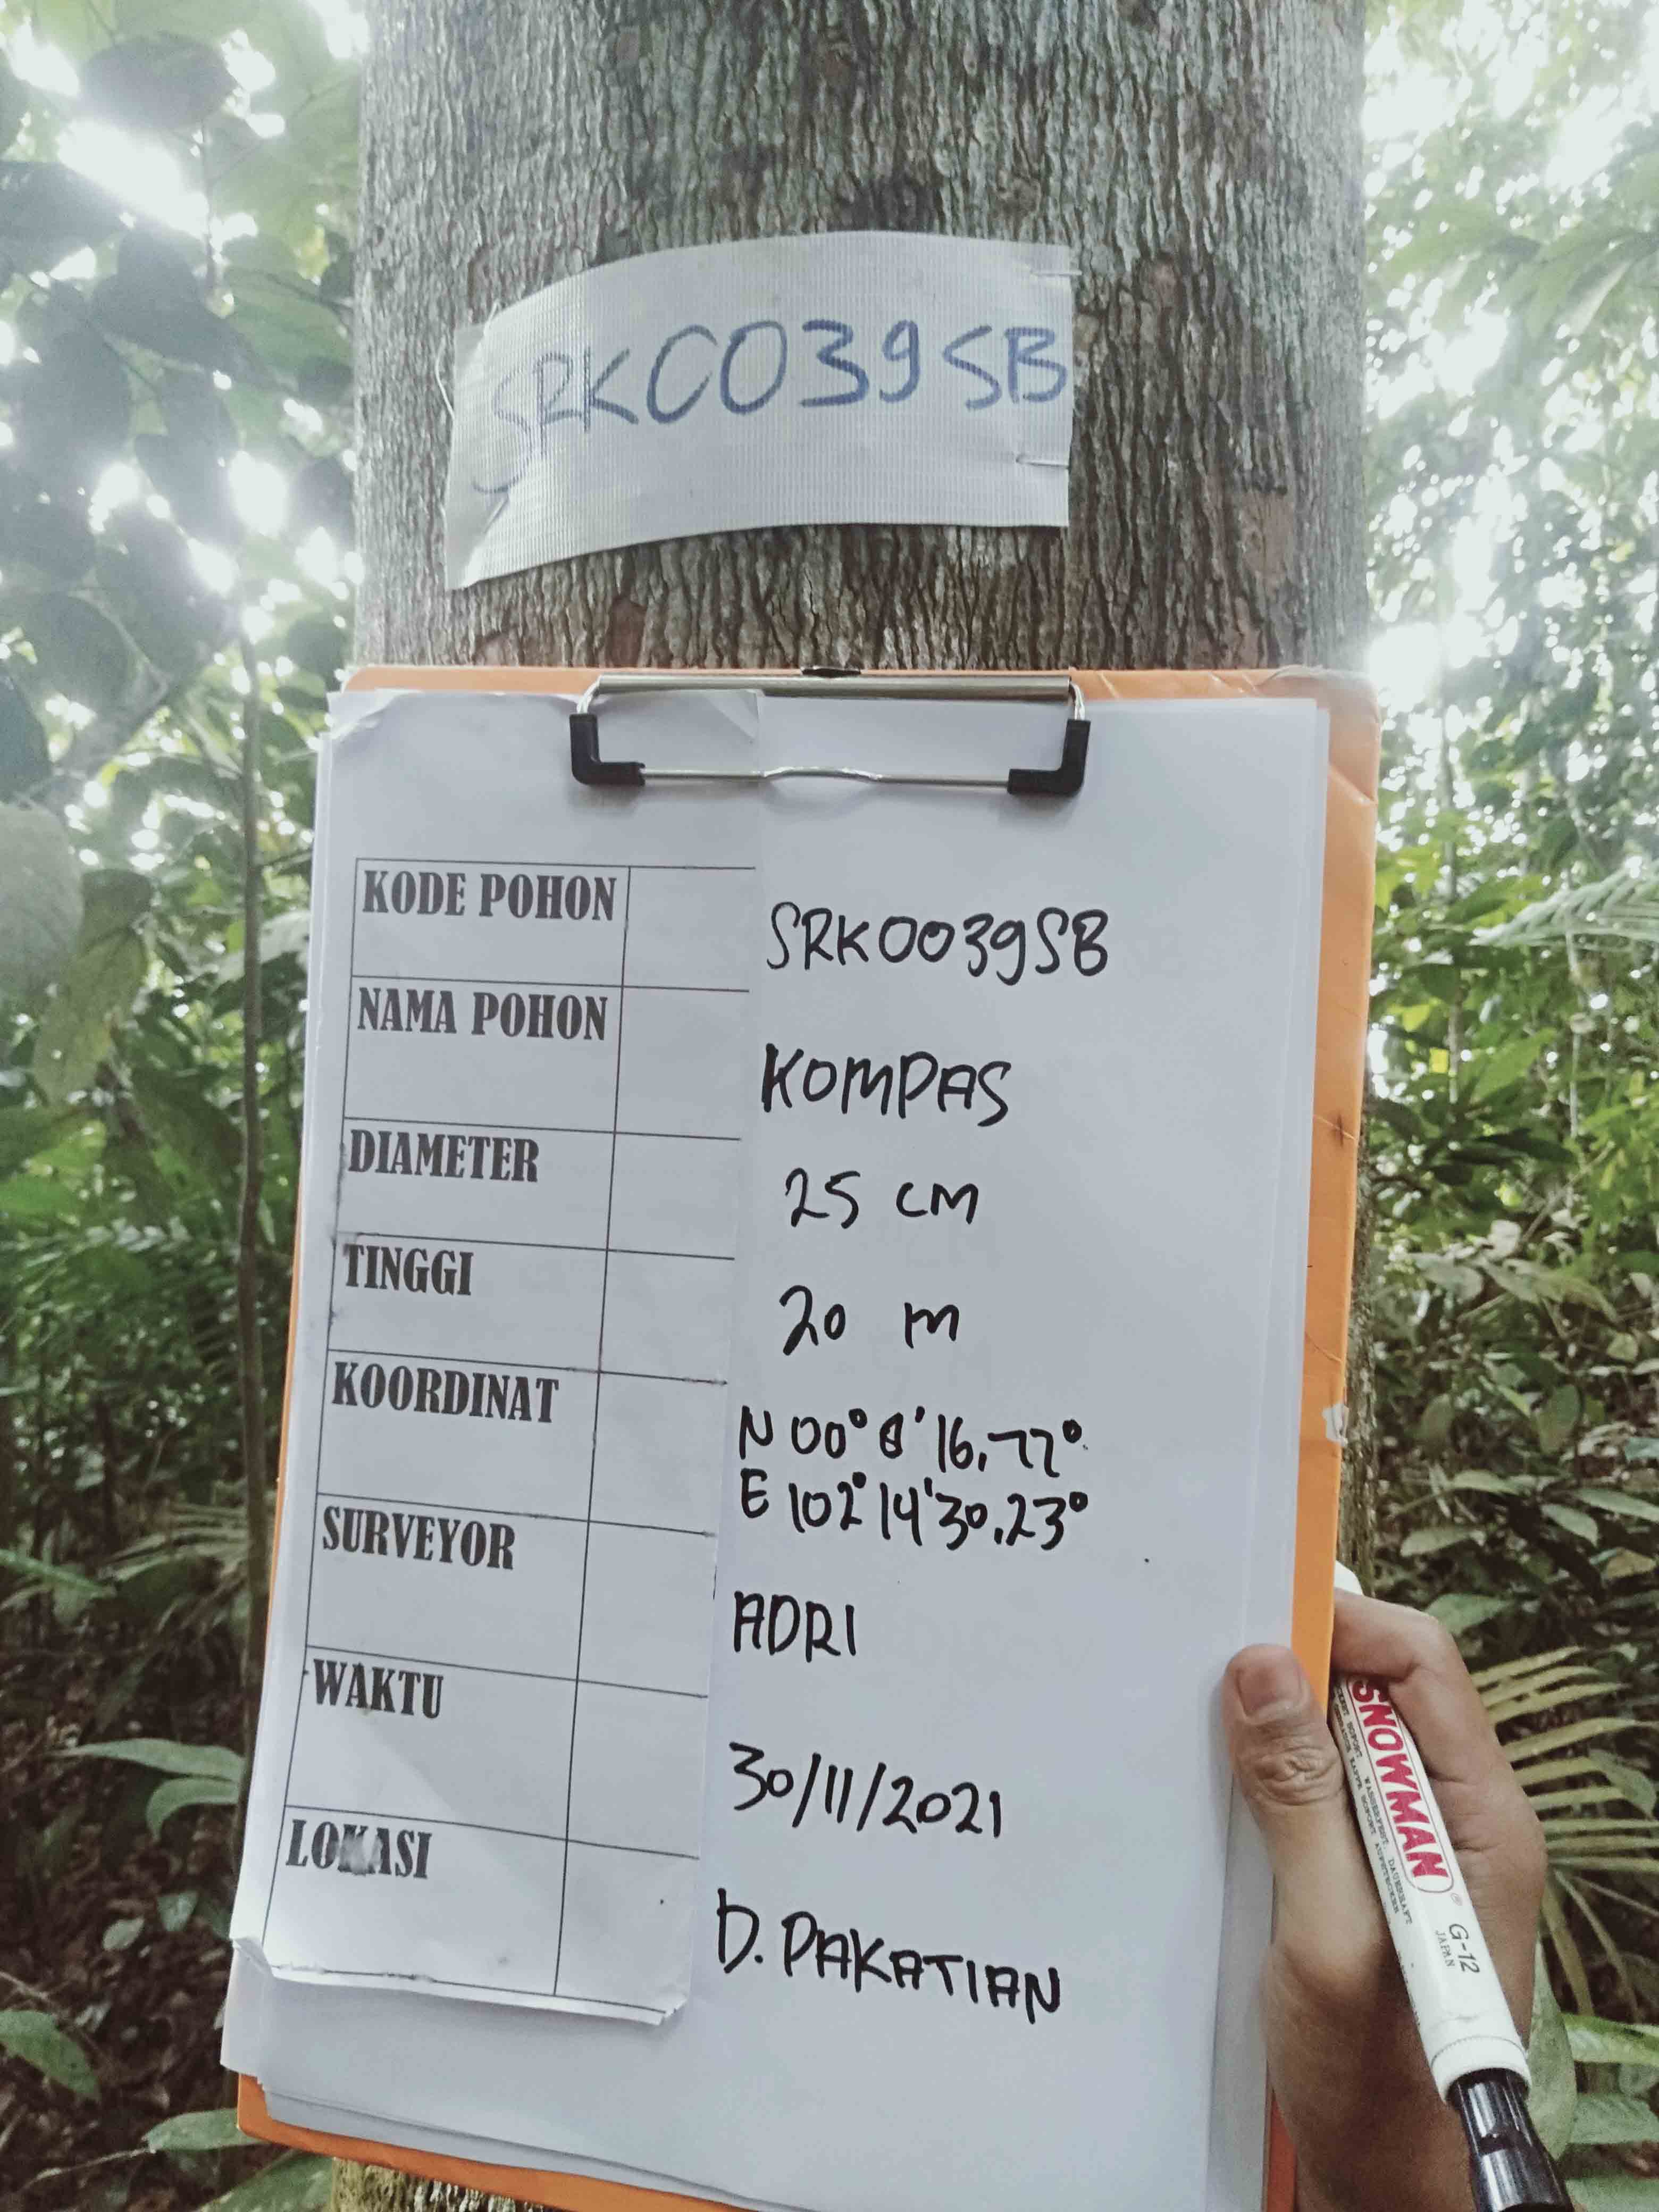 SRK0039SB
KODE POHON SRK0039SB
NAMA POHON KOMPAS
DIAMETER 25 CM
TINGGI 20 m
KOORDINAT N 00° 8' 16,77°
E 102° 14' 30,23°
SURVEYOR ADRI
WAKTU 30/11/2021
LOKASI D. PAKATIAN
SNOWMAN
G-12
JAPAN